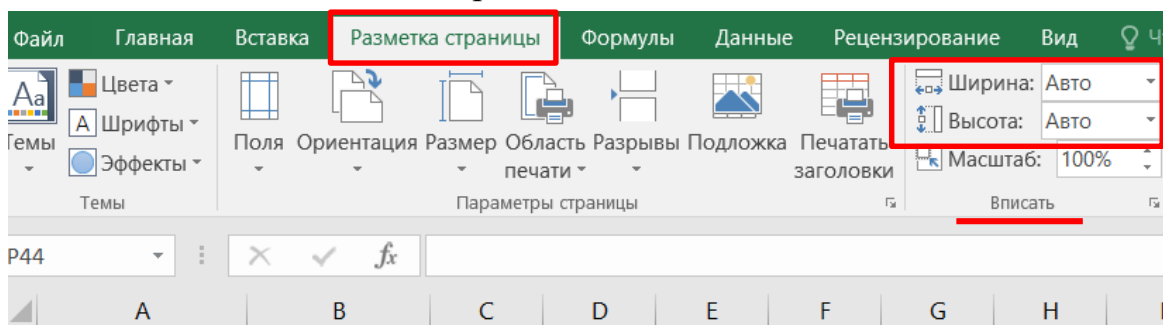 Файл Главная Вставка Разметка страницы Формулы Данные Рецензирование Вид
Aa Цвета Ширина: Авто
A Шрифты Высота: Авто
Темы Эффекты Поля Ориентация Размер Область печати Разрывы Подложка Печатать заголовки Масштаб: 100%
Темы Параметры страницы Вписать
P44 fx
A B C D E F G H